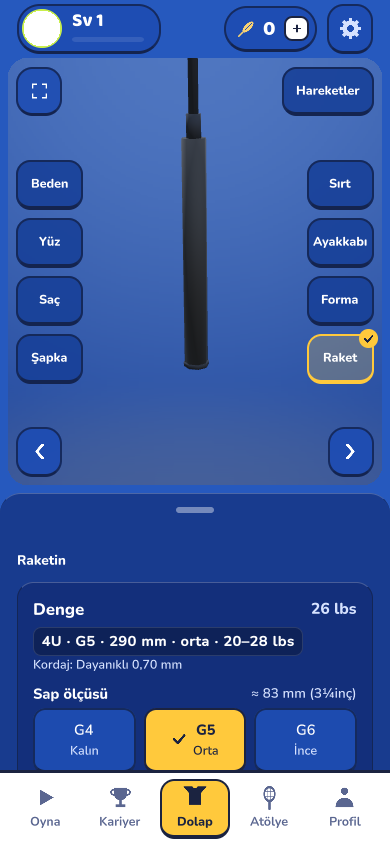 Sv 1
0
+
Hareketler
Beden
Sırt
Yüz
Ayakkabı
Saç
Forma
Şapka
Raket
Raketin
Denge
26 lbs
4U · G5 · 290 mm · orta · 20–28 lbs
Kordaj: Dayanıklı 0,70 mm
Sap ölçüsü
≈ 83 mm (3¼inç)
G4
Kalın
G5
Orta
G6
İnce
Oyna
Kariyer
Dolap
Atölye
Profil